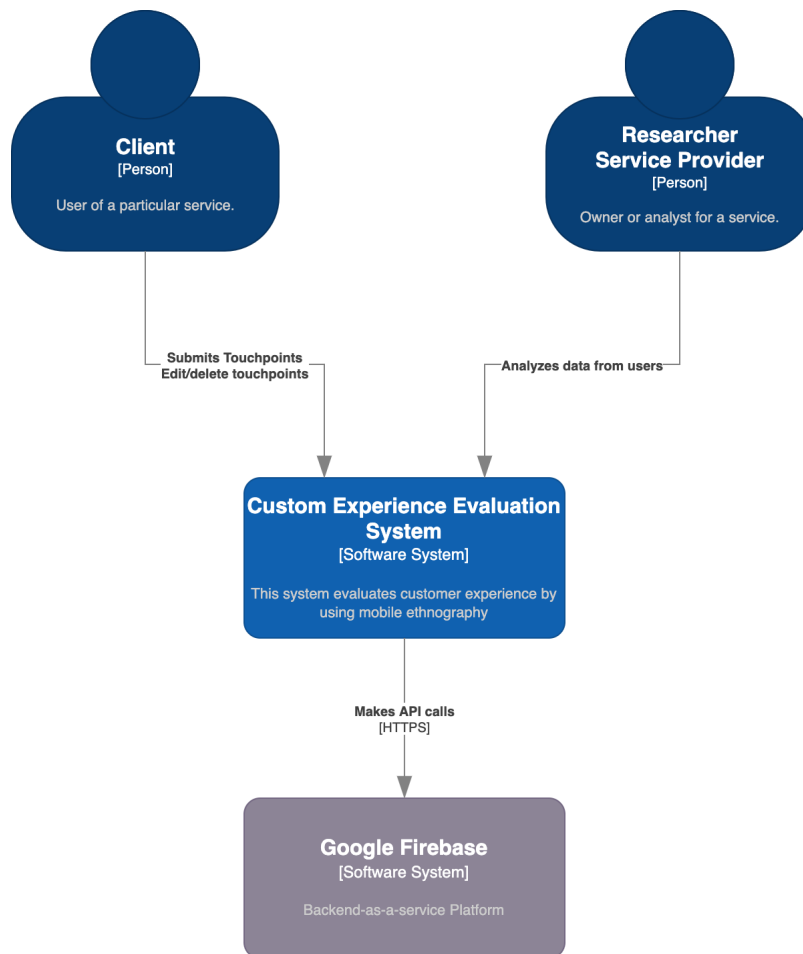 Client
[Person]
User of a particular service.
Researcher
Service Provider
[Person]
Owner or analyst for a service.
Submits Touchpoints
Edit/delete touchpoints
Analyzes data from users
Custom Experience Evaluation
System
[Software System]
This system evaluates customer experience by
using mobile ethnography
Makes API calls
[HTTPS]
Google Firebase
[Software System]
Backend-as-a-service Platform